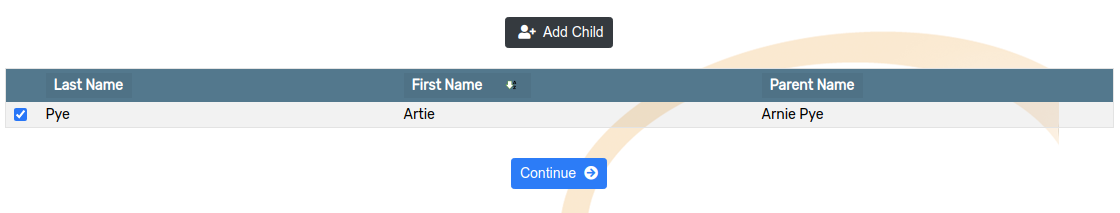 Add Child
Last Name First Name Parent Name
Pye Artie Arnie Pye
Continue